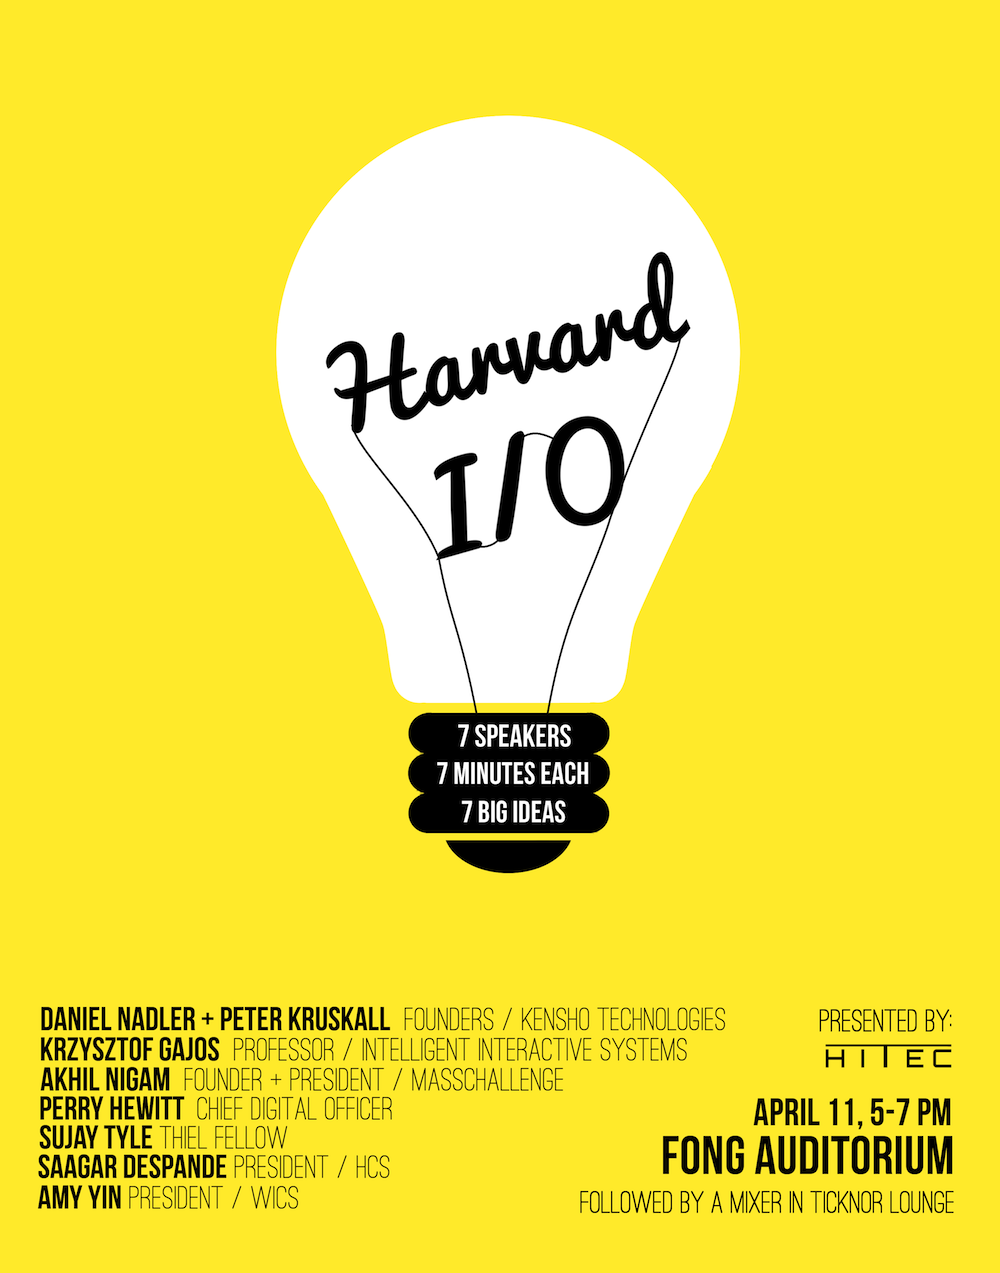 Harvard
I/O
7 SPEAKERS
7 MINUTES EACH
7 BIG IDEAS
DANIEL NADLER + PETER KRUSKALL FOUNDERS / KENSHO TECHNOLOGIES
KRZYSZTOF GAJOS PROFESSOR / INTELLIGENT INTERACTIVE SYSTEMS
AKHIL NIGAM FOUNDER + PRESIDENT / MASSCHALLENGE
PERRY HEWITT CHIEF DIGITAL OFFICER
SUJAY TYLE THIEL FELLOW
SAAGAR DESPANDE PRESIDENT / HCS
AMY YIN PRESIDENT / WICS
PRESENTED BY:
HITEC
APRIL 11, 5-7 PM
FONG AUDITORIUM
FOLLOWED BY A MIXER IN TICKNOR LOUNGE